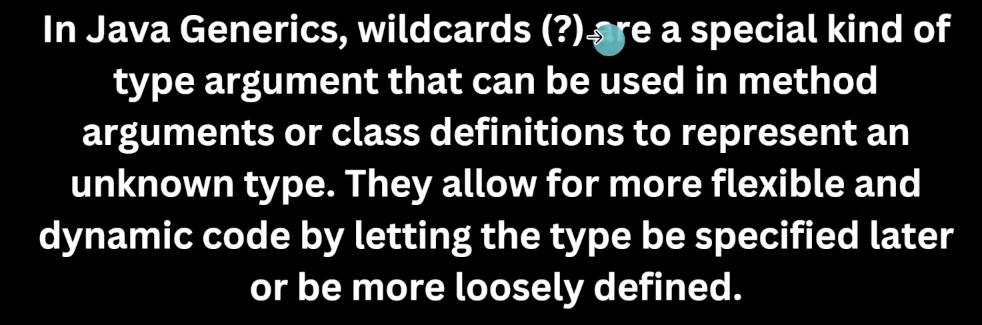 In Java Generics, wildcards (?) are a special kind of
type argument that can be used in method
arguments or class definitions to represent an
unknown type. They allow for more flexible and
dynamic code by letting the type be specified later
or be more loosely defined.